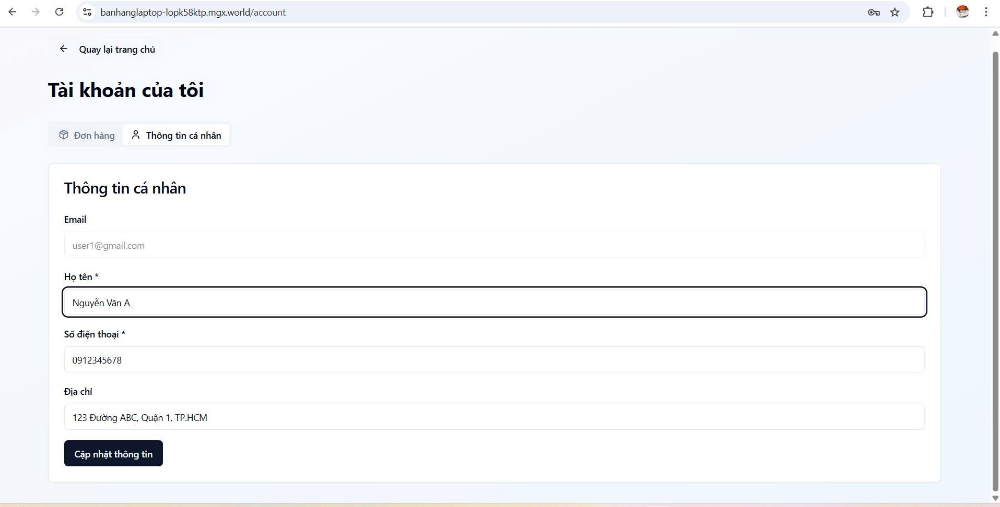 banhanglaptop-lopk58ktp.mgx.world/account
Quay lại trang chủ
Tài khoản của tôi
Đơn hàng
Thông tin cá nhân
Thông tin cá nhân
Email
user1@gmail.com
Họ tên *
Nguyễn Văn A
Số điện thoại *
0912345678
Địa chỉ
123 Đường ABC, Quận 1, TP.HCM
Cập nhật thông tin